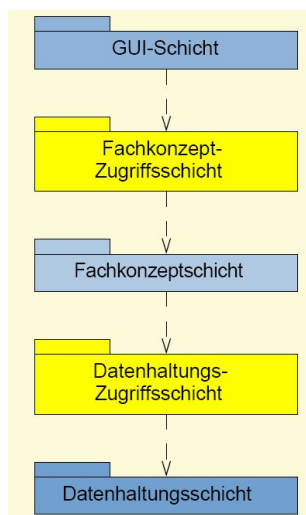 GUI-Schicht
Fachkonzept-
Zugriffsschicht
Fachkonzeptschicht
Datenhaltungs-
Zugriffsschicht
Datenhaltungsschicht